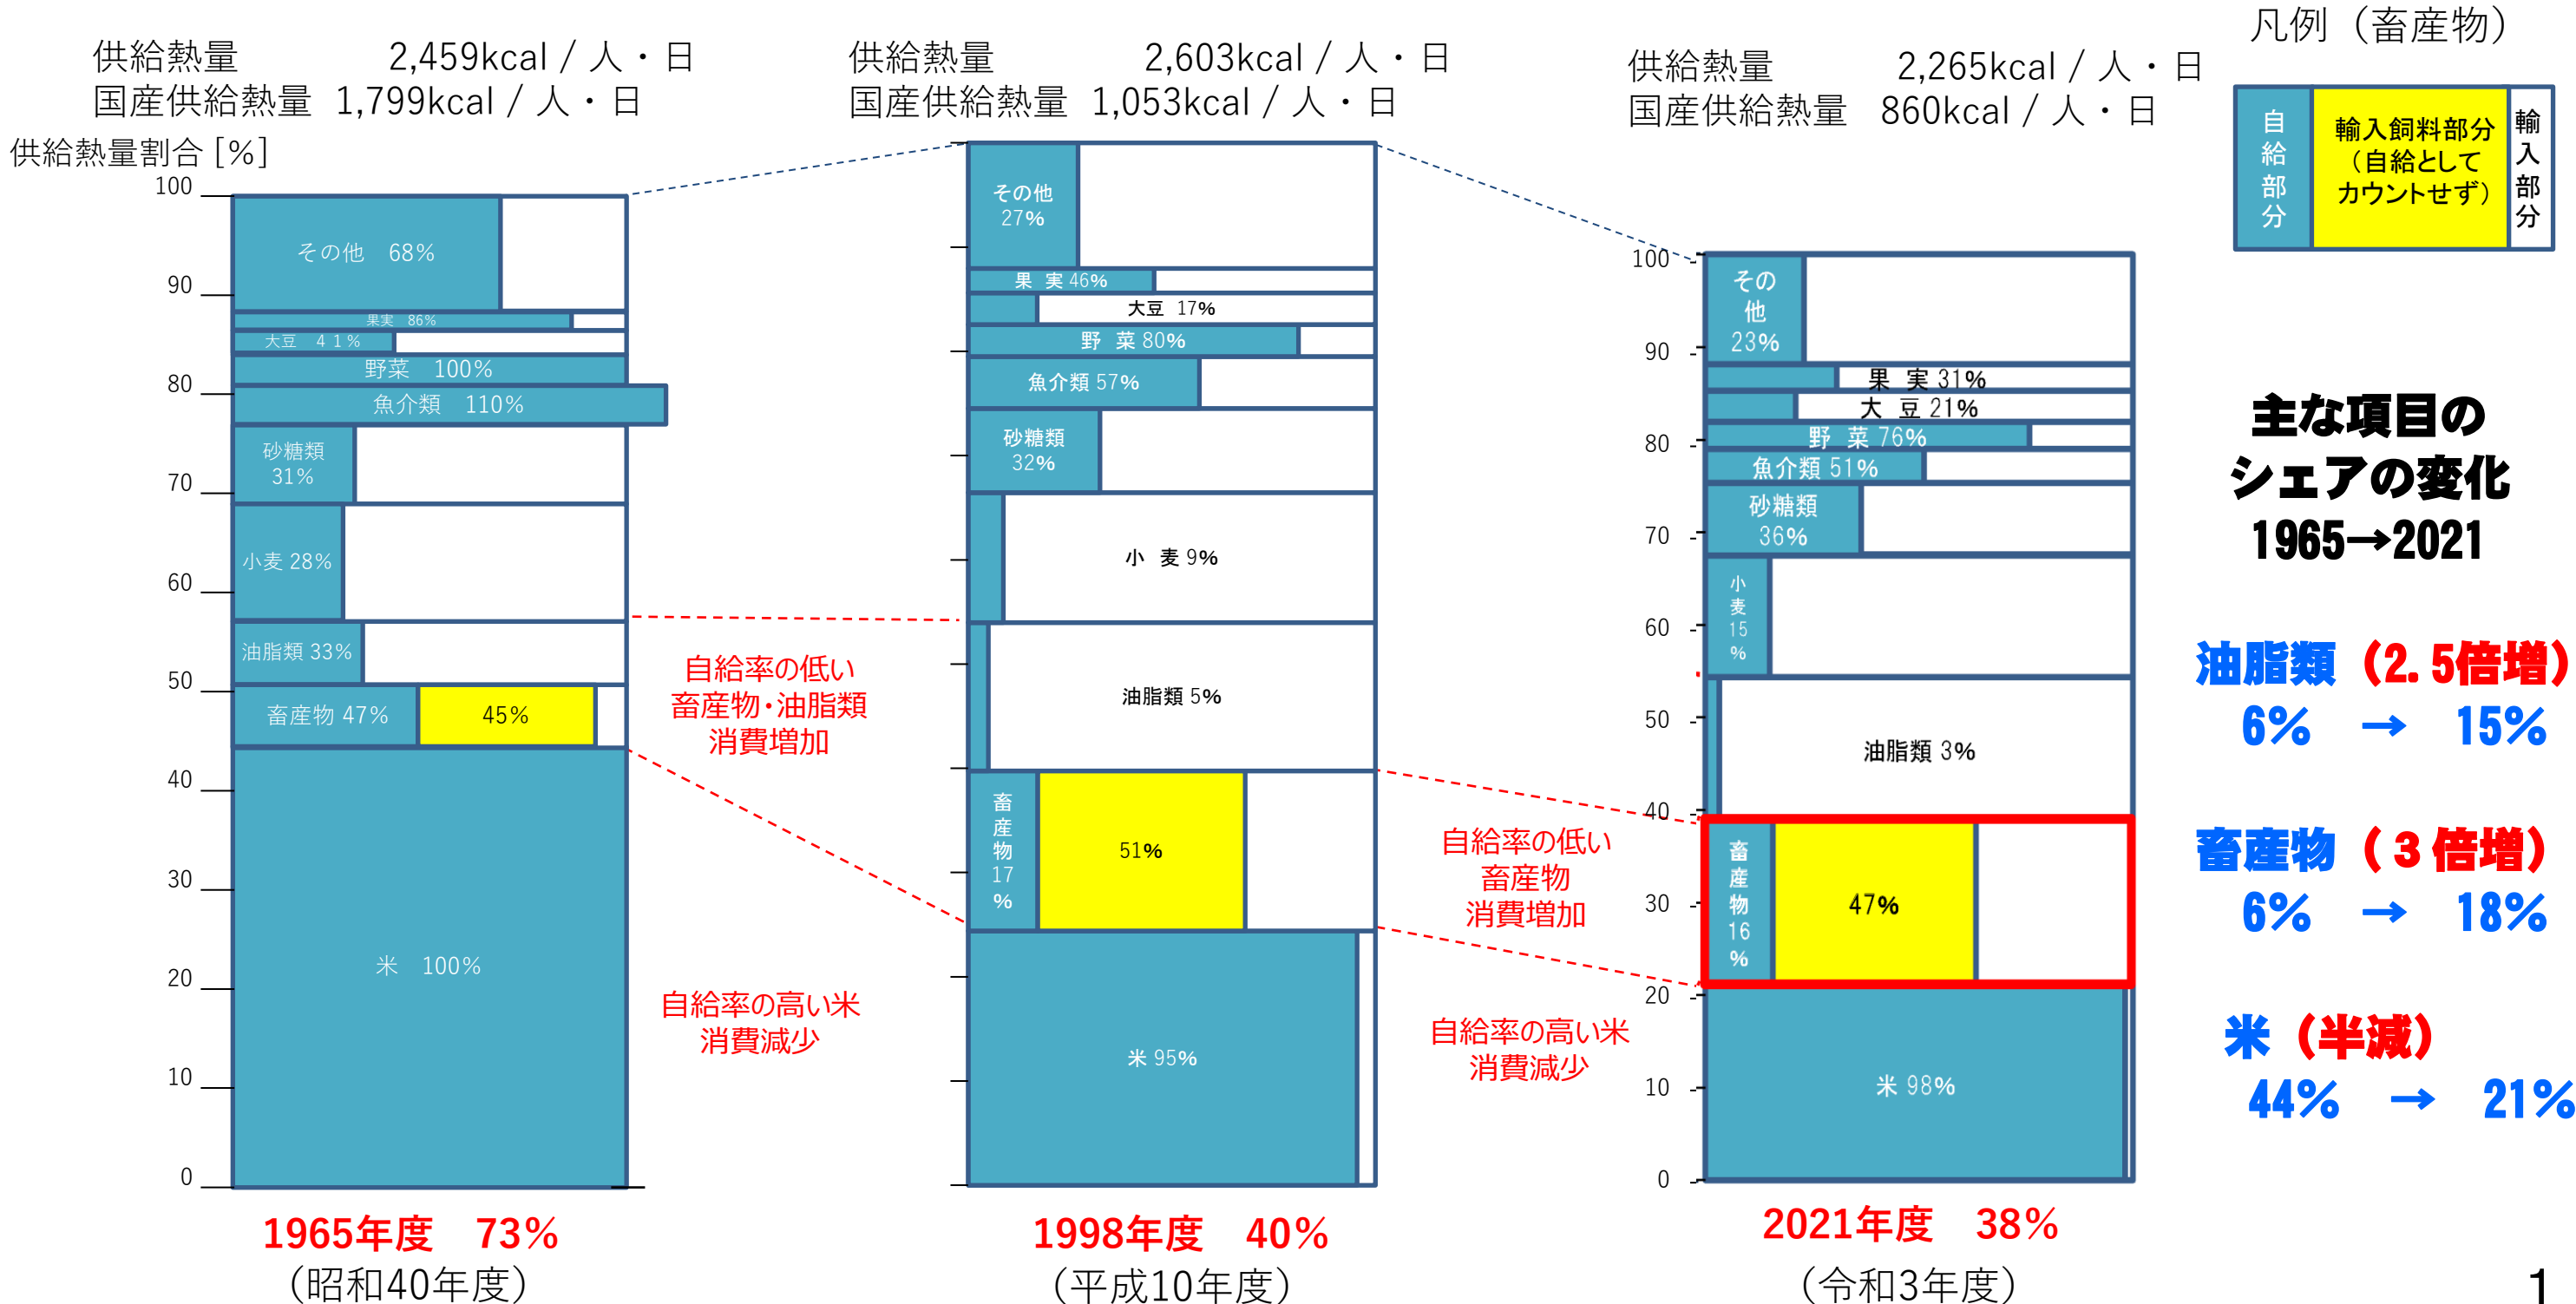 供給熱量 2,459kcal / 人・日
国産供給熱量 1,799kcal / 人・日
供給熱量割合 [%]
100
90
80
70
60
50
40
30
20
10
0
その他 68%
果実 86%
大豆 41%
野菜 100%
魚介類 110%
砂糖類
31%
小麦 28%
油脂類 33%
畜産物 47%
45%
米 100%
1965年度 73%
（昭和40年度）
自給率の低い
畜産物・油脂類
消費増加
自給率の高い米
消費減少
供給熱量 2,603kcal / 人・日
国産供給熱量 1,053kcal / 人・日
その他
27%
果 実 46%
大豆 17%
野 菜 80%
魚介類 57%
砂糖類
32%
小 麦 9%
油脂類 5%
畜
産
物
17
%
51%
米 95%
1998年度 40%
（平成10年度）
自給率の低い
畜産物
消費増加
自給率の高い米
消費減少
供給熱量 2,265kcal / 人・日
国産供給熱量 860kcal / 人・日
100
90
80
70
60
50
40
30
20
10
0
その
他
23%
果 実 31%
大 豆 21%
野 菜 76%
魚介類 51%
砂糖類
36%
小
麦
15
%
油脂類 3%
畜
産
物
16
%
47%
米 98%
2021年度 38%
（令和3年度）
凡例（畜産物）
自給部分
輸入飼料部分
（自給として
カウントせず）
輸入部分
主な項目の
シェアの変化
1965→2021
油脂類（2.5倍増）
6% → 15%
畜産物（３倍増）
6% → 18%
米（半減）
44% → 21%
1